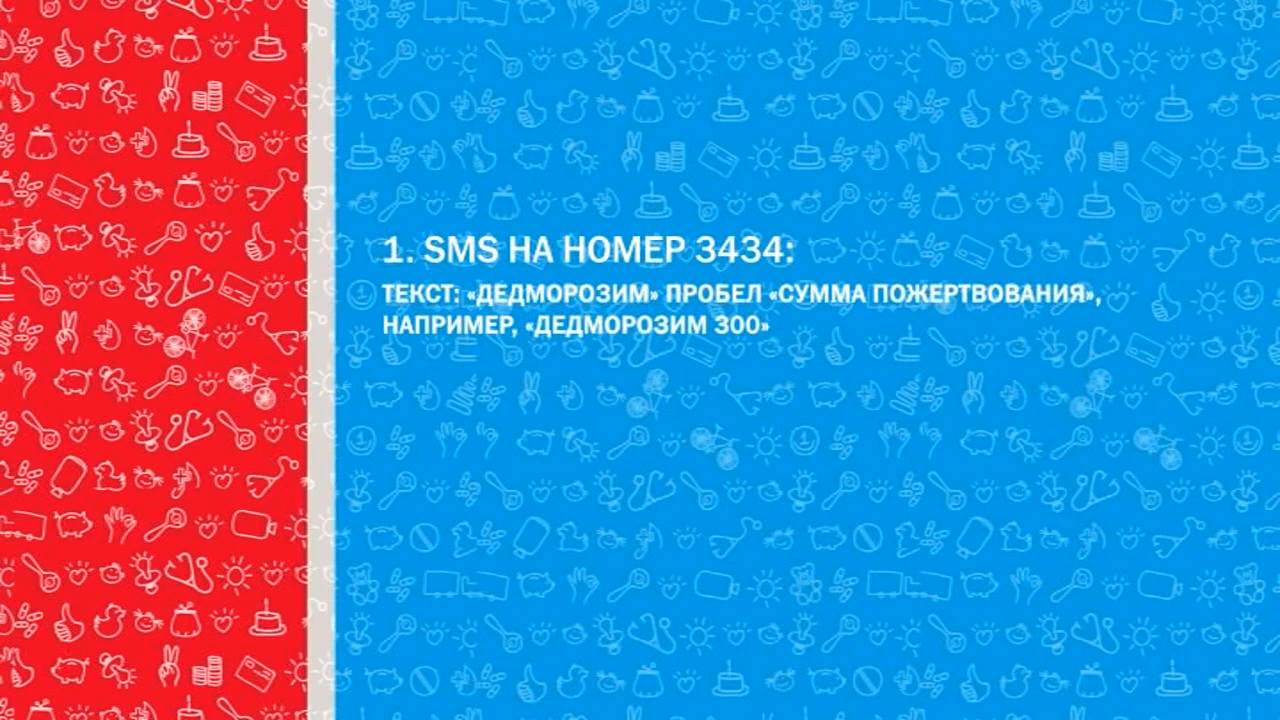 1. SMS НА НОМЕР 3434:
ТЕКСТ: «ДЕДМОРОЗИМ» ПРОБЕЛ «СУММА ПОЖЕРТВОВАНИЯ»,
НАПРИМЕР, «ДЕДМОРОЗИМ 300»